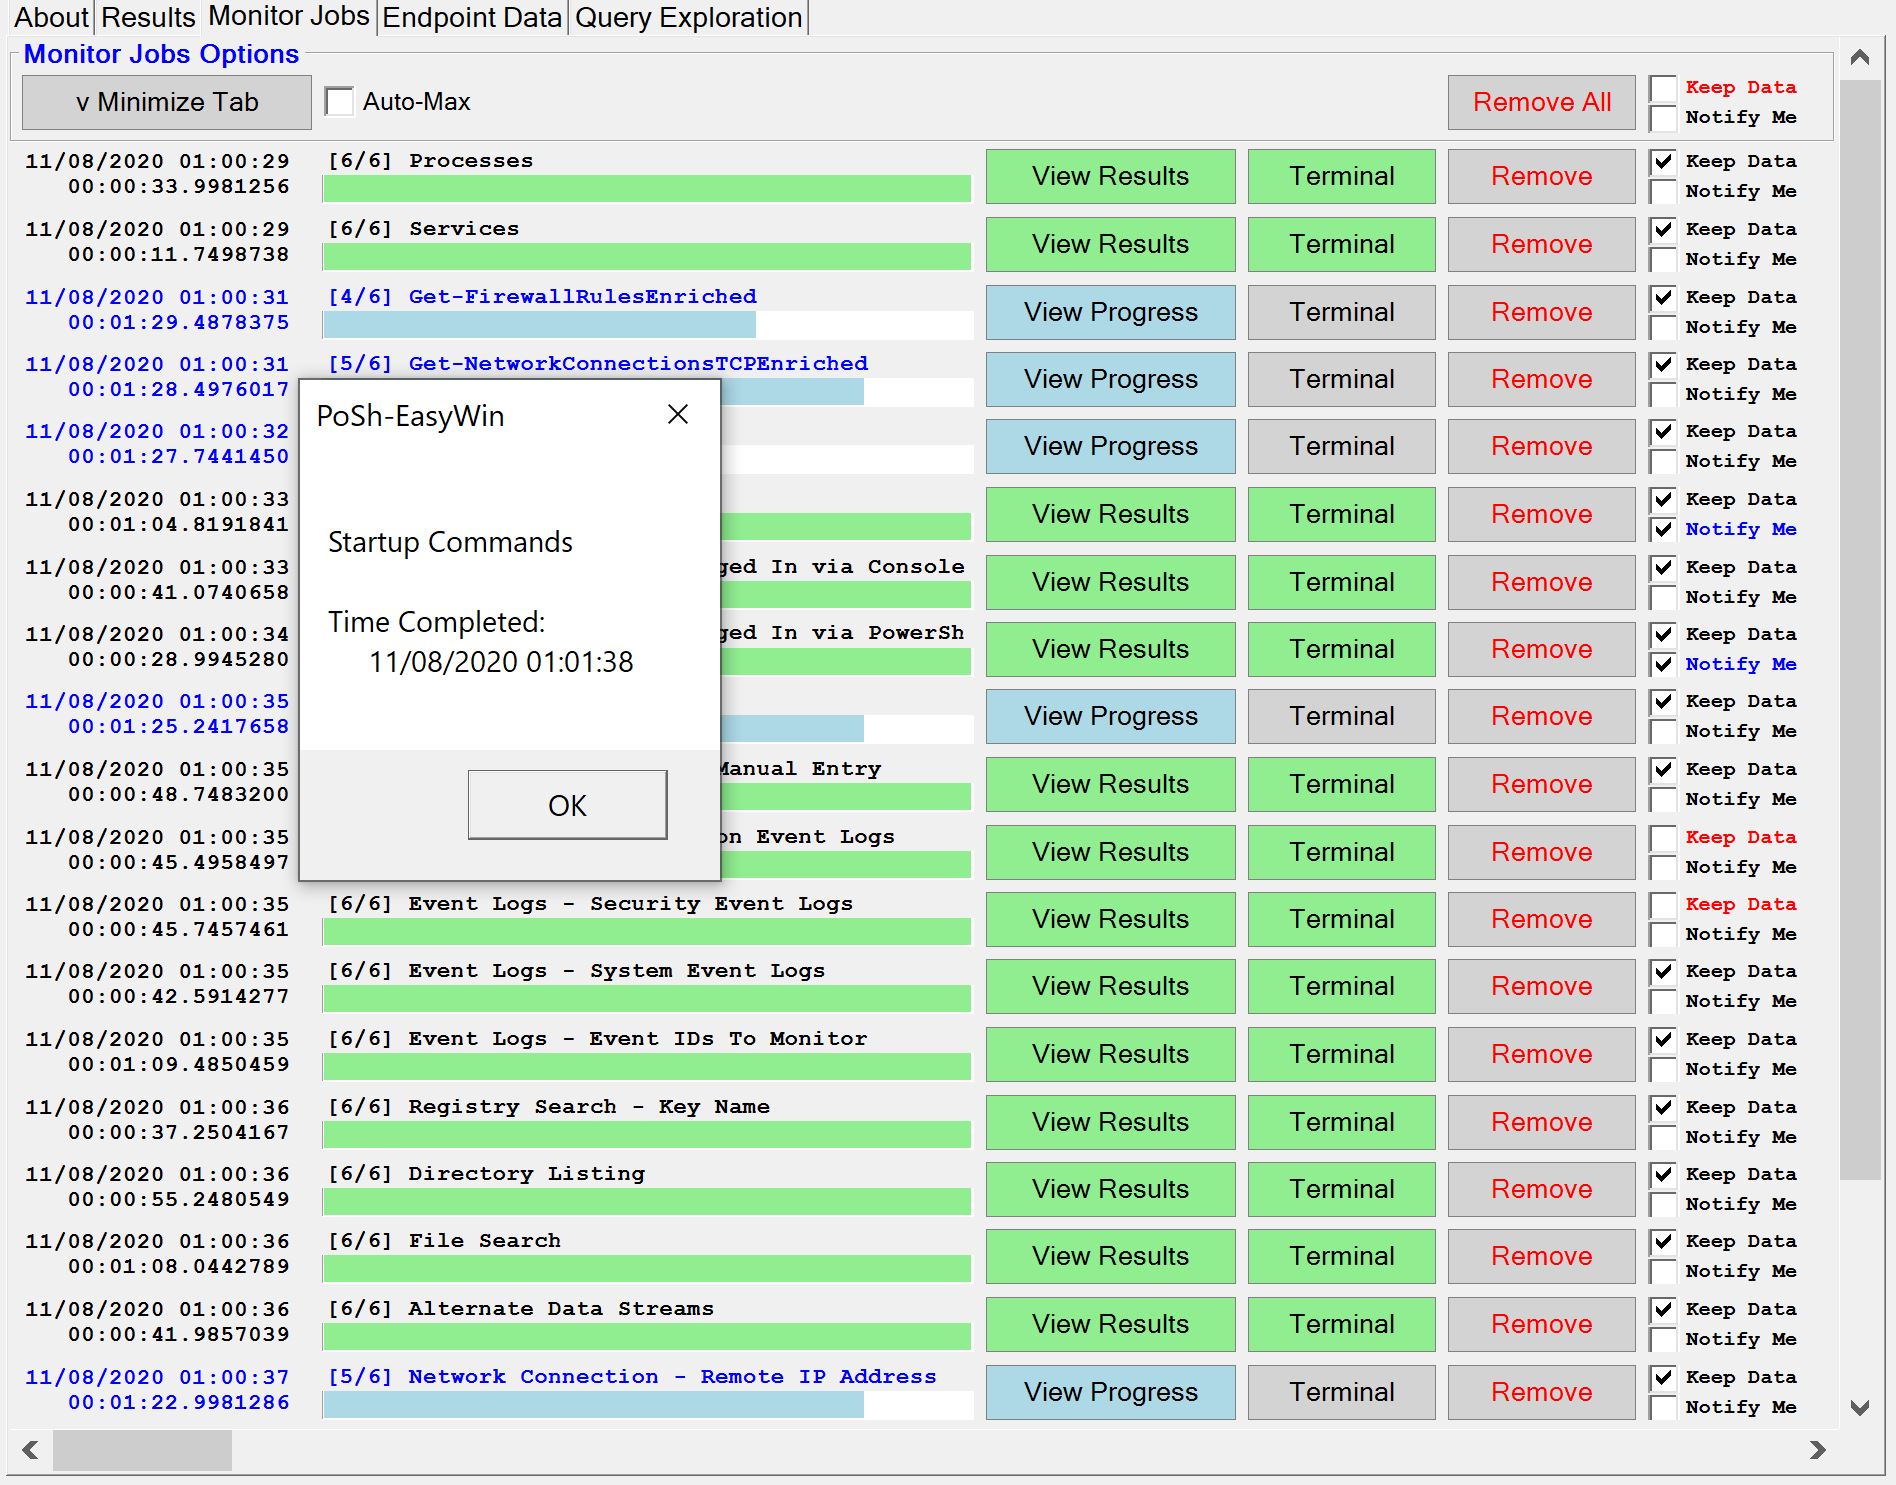 About Results Monitor Jobs Endpoint Data Query Exploration
Monitor Jobs Options
v Minimize Tab Auto-Max Remove All Keep Data
Notify Me
11/08/2020 01:00:29 [6/6] Processes View Results Terminal Remove Keep Data
00:00:33.9981256 Notify Me
11/08/2020 01:00:29 [6/6] Services View Results Terminal Remove Keep Data
00:00:11.7498738 Notify Me
11/08/2020 01:00:31 [4/6] Get-FirewallRulesEnriched View Progress Terminal Remove Keep Data
00:01:29.4878375 Notify Me
11/08/2020 01:00:31 [5/6] Get-NetworkConnectionsTCPEnriched View Progress Terminal Remove Keep Data
00:01:28.4976017 Notify Me
11/08/2020 01:00:32 View Progress Terminal Remove Keep Data
00:01:27.7441450 Notify Me
11/08/2020 01:00:33 View Results Terminal Remove Keep Data
00:01:04.8191841 Notify Me
11/08/2020 01:00:33 ged In via Console View Results Terminal Remove Keep Data
00:00:41.0740658 Notify Me
11/08/2020 01:00:34 ged In via PowerSh View Results Terminal Remove Keep Data
00:00:28.9945280 Notify Me
11/08/2020 01:00:35 View Progress Terminal Remove Keep Data
00:01:25.2417658 Notify Me
11/08/2020 01:00:35 Manual Entry View Results Terminal Remove Keep Data
00:00:48.7483200 Notify Me
11/08/2020 01:00:35 on Event Logs View Results Terminal Remove Keep Data
00:00:45.4958497 Notify Me
PoSh-EasyWin
Startup Commands
Time Completed:
11/08/2020 01:01:38
OK
11/08/2020 01:00:35 [6/6] Event Logs - Security Event Logs View Results Terminal Remove Keep Data
00:00:45.7457461 Notify Me
11/08/2020 01:00:35 [6/6] Event Logs - System Event Logs View Results Terminal Remove Keep Data
00:00:42.5914277 Notify Me
11/08/2020 01:00:35 [6/6] Event Logs - Event IDs To Monitor View Results Terminal Remove Keep Data
00:01:09.4850459 Notify Me
11/08/2020 01:00:36 [6/6] Registry Search - Key Name View Results Terminal Remove Keep Data
00:00:37.2504167 Notify Me
11/08/2020 01:00:36 [6/6] Directory Listing View Results Terminal Remove Keep Data
00:00:55.2480549 Notify Me
11/08/2020 01:00:36 [6/6] File Search View Results Terminal Remove Keep Data
00:01:08.0442789 Notify Me
11/08/2020 01:00:36 [6/6] Alternate Data Streams View Results Terminal Remove Keep Data
00:00:41.9857039 Notify Me
11/08/2020 01:00:37 [5/6] Network Connection - Remote IP Address View Progress Terminal Remove Keep Data
00:01:22.9981286 Notify Me